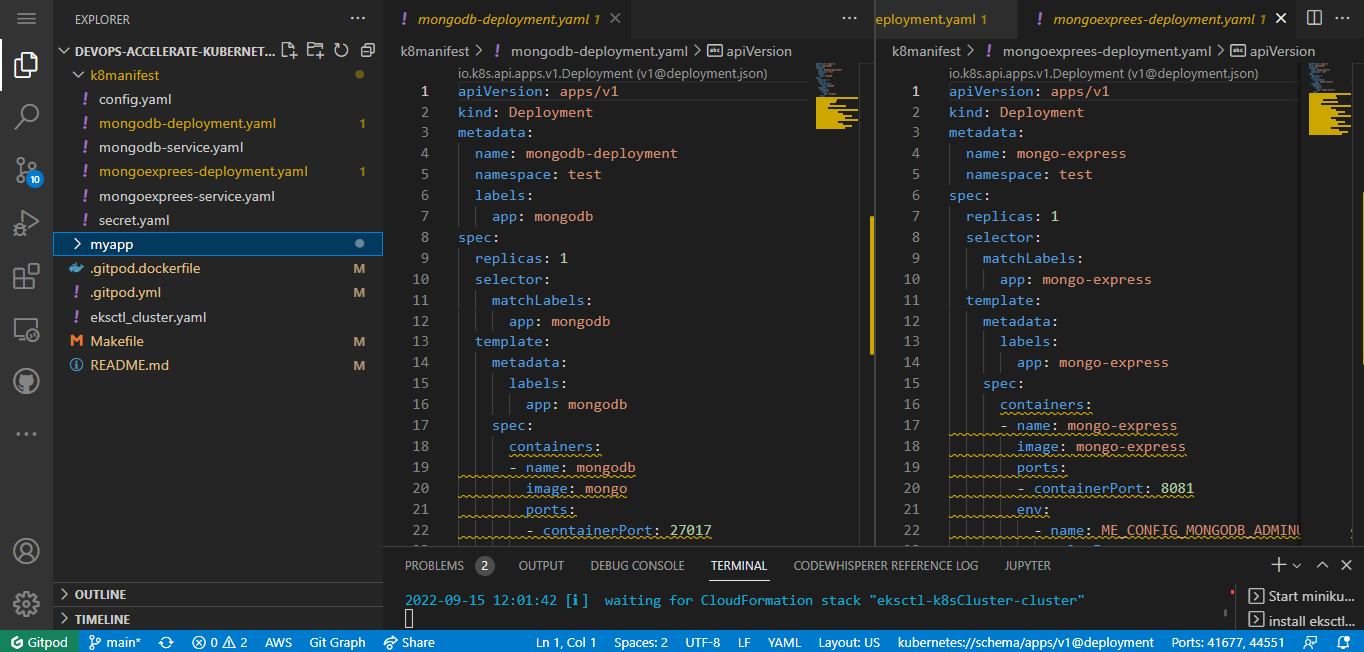 EXPLORER
DEVOPS-ACCELERATE-KUBERNET...
k8manifest
! config.yaml
! mongodb-deployment.yaml 1
! mongodb-service.yaml
! mongoexprees-deployment.yaml 1
! mongoexprees-service.yaml
! secret.yaml
myapp
.gitpod.dockerfile M
! .gitpod.yml M
! eksctl_cluster.yaml
Makefile M
README.md M
OUTLINE
TIMELINE
10
! mongodb-deployment.yaml 1
k8manifest > ! mongodb-deployment.yaml > abc apiVersion
io.k8s.api.apps.v1.Deployment (v1@deployment.json)
1 apiVersion: apps/v1
2 kind: Deployment
3 metadata:
4 name: mongodb-deployment
5 namespace: test
6 labels:
7 app: mongodb
8 spec:
9 replicas: 1
10 selector:
11 matchLabels:
12 app: mongodb
13 template:
14 metadata:
15 labels:
16 app: mongodb
17 spec:
18 containers:
19 - name: mongodb
20 image: mongo
21 ports:
22 - containerPort: 27017
eployment.yaml 1
! mongoexprees-deployment.yaml 1
k8manifest > ! mongoexprees-deployment.yaml > abc apiVersion
io.k8s.api.apps.v1.Deployment (v1@deployment.json)
1 apiVersion: apps/v1
2 kind: Deployment
3 metadata:
4 name: mongo-express
5 namespace: test
6 spec:
7 replicas: 1
8 selector:
9 matchLabels:
10 app: mongo-express
11 template:
12 metadata:
13 labels:
14 app: mongo-express
15 spec:
16 containers:
17 - name: mongo-express
18 image: mongo-express
19 ports:
20 - containerPort: 8081
21 env:
22 - name: ME_CONFIG_MONGODB_ADMINU
PROBLEMS 2 OUTPUT DEBUG CONSOLE TERMINAL CODEWHISPERER REFERENCE LOG JUPYTER
2022-09-15 12:01:42 [ℹ] waiting for CloudFormation stack "eksctl-k8sCluster-cluster"
Start miniku...
install eksctl...
Gitpod main* 0 2 AWS Git Graph Share Ln 1, Col 1 Spaces: 2 UTF-8 LF YAML Layout: US kubernetes://schema/apps/v1@deployment Ports: 41677, 44551